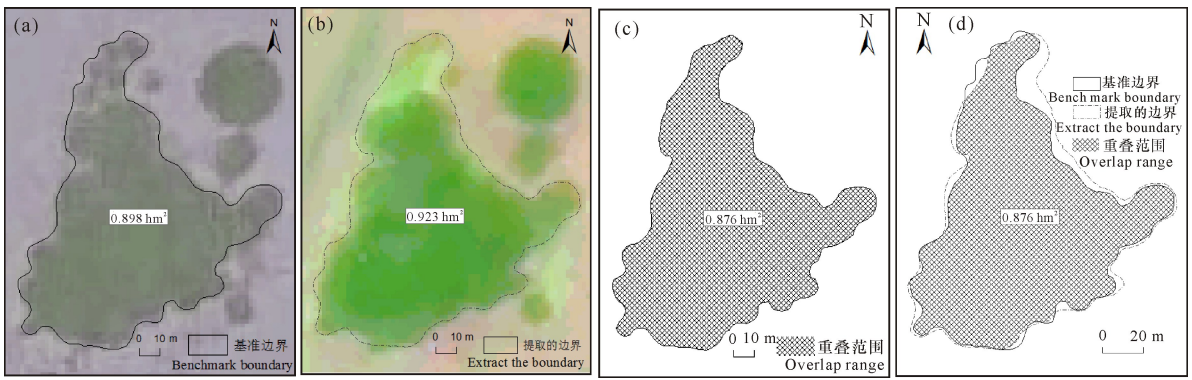 (a)
N
0.898 hm²
0 10 m
基准边界
Benchmark boundary
(b)
N
0.923 hm²
0 10 m
提取的边界
Extract the boundary
(c)
N
0.876 hm²
0 10 m
重叠范围
Overlap range
N
(d)
基准边界
Bench mark boundary
提取的边界
Extract the boundary
重叠范围
Overlap range
0.876 hm²
0 20 m